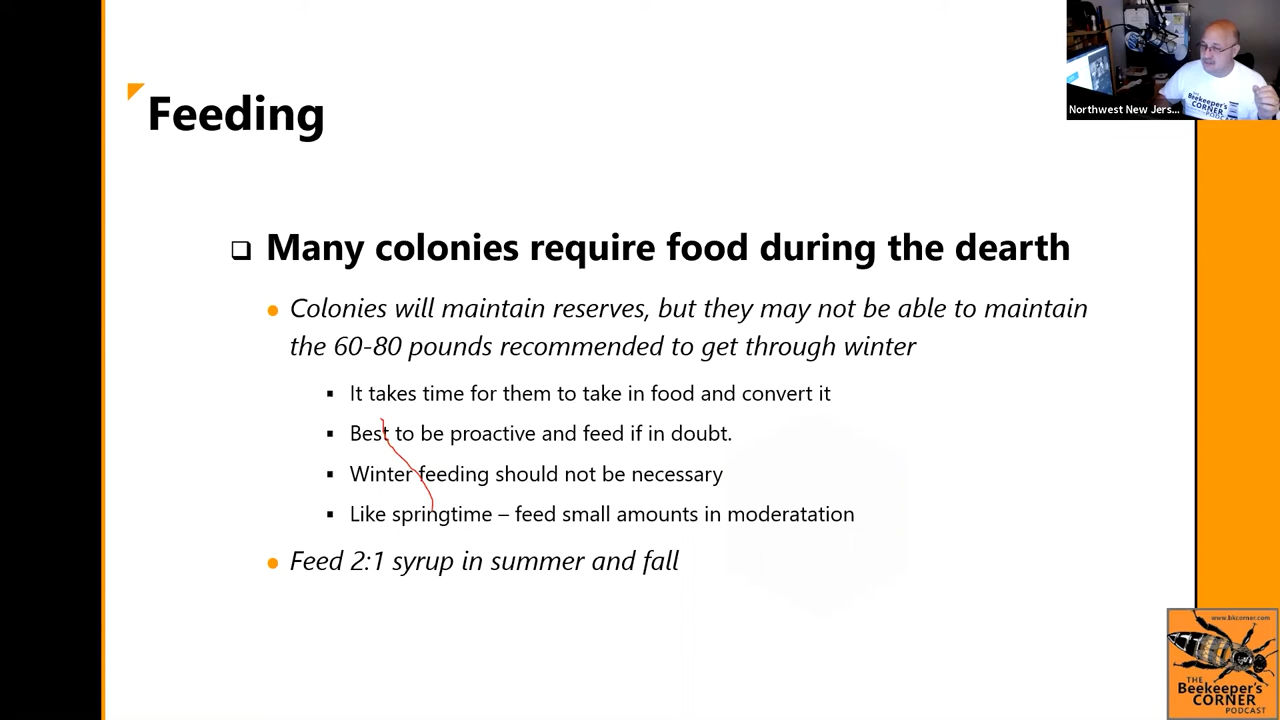 Feeding
Many colonies require food during the dearth
Colonies will maintain reserves, but they may not be able to maintain
the 60-80 pounds recommended to get through winter
It takes time for them to take in food and convert it
Best to be proactive and feed if in doubt.
Winter feeding should not be necessary
Like springtime – feed small amounts in moderatation
Feed 2:1 syrup in summer and fall
THE
Beekeeper's
CORNER
PODCAST
Northwest New Jers...
www.bkcorner.com
THE
Beekeeper's
CORNER
PODCAST